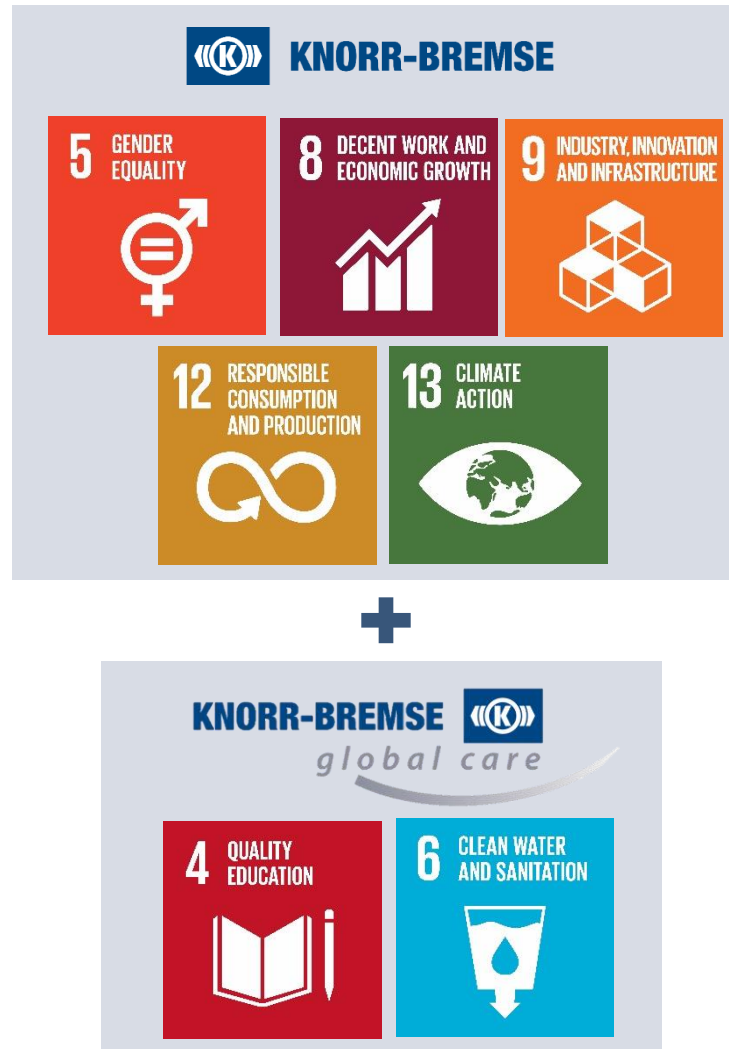 ((K)) KNORR-BREMSE
5 GENDER
EQUALITY
8 DECENT WORK AND
ECONOMIC GROWTH
9 INDUSTRY, INNOVATION
AND INFRASTRUCTURE
12 RESPONSIBLE
CONSUMPTION
AND PRODUCTION
13 CLIMATE
ACTION
+
KNORR-BREMSE ((K))
global care
4 QUALITY
EDUCATION
6 CLEAN WATER
AND SANITATION